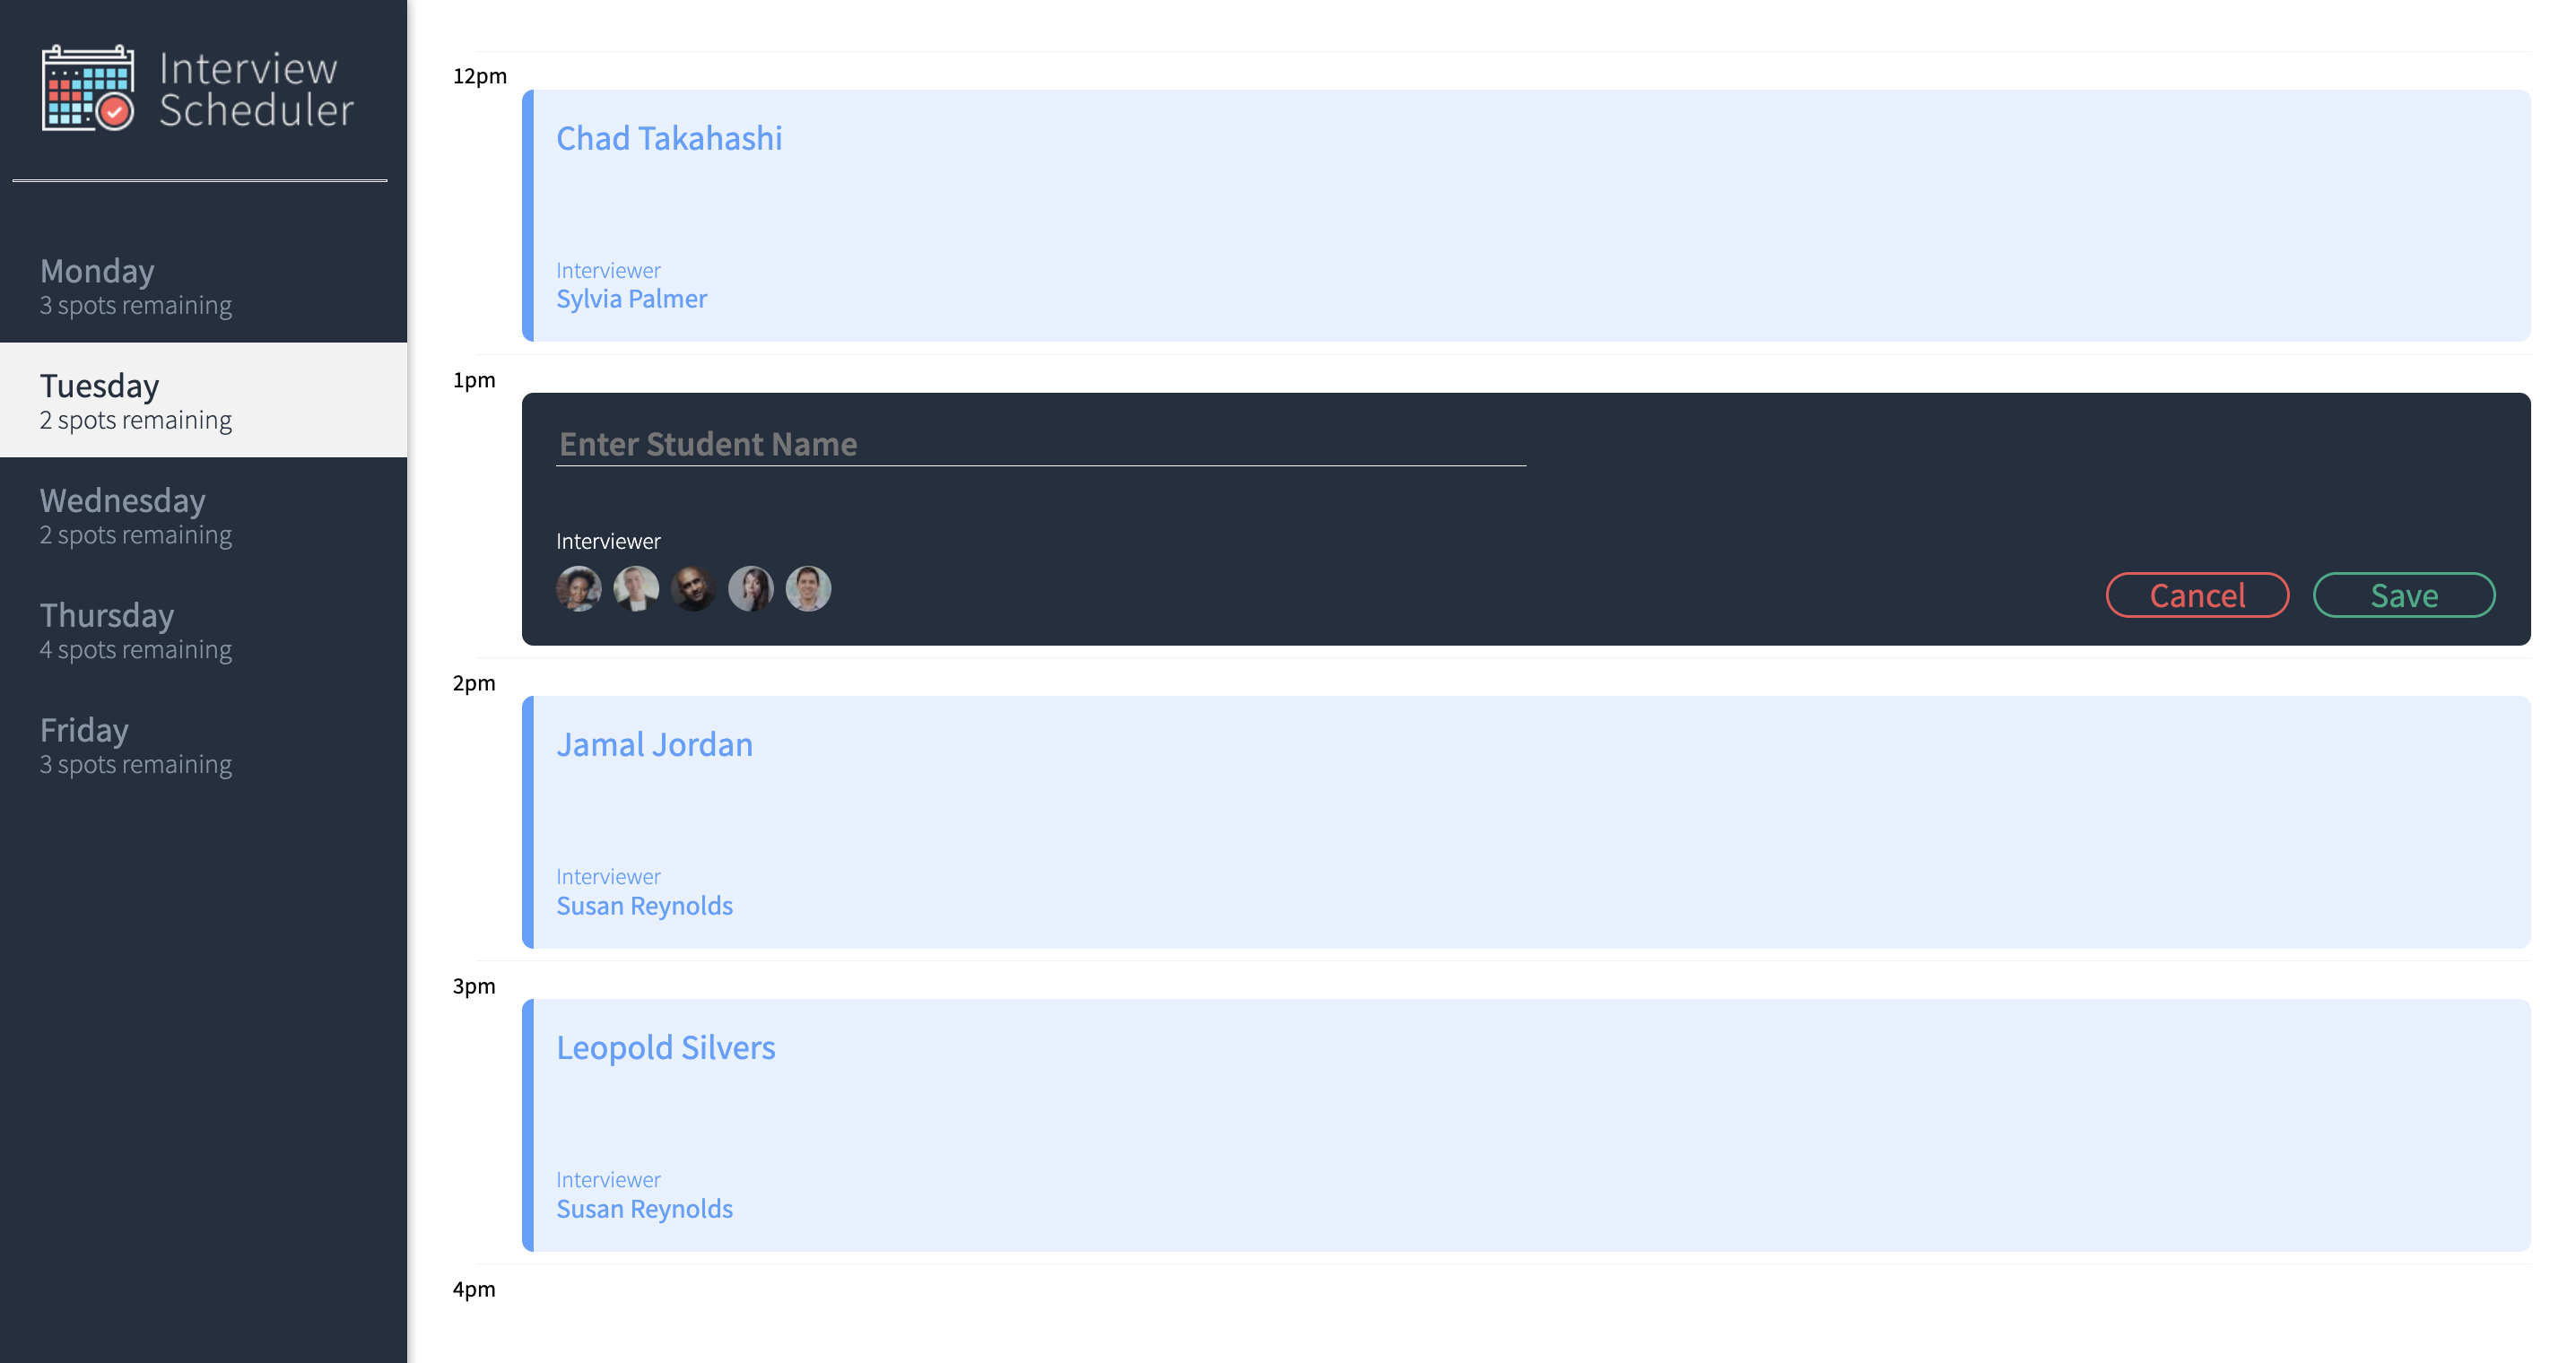 Interview
Scheduler
Monday
3 spots remaining
Tuesday
2 spots remaining
Wednesday
2 spots remaining
Thursday
4 spots remaining
Friday
3 spots remaining
12pm
Chad Takahashi
Interviewer
Sylvia Palmer
1pm
Enter Student Name
Interviewer
Cancel
Save
2pm
Jamal Jordan
Interviewer
Susan Reynolds
3pm
Leopold Silvers
Interviewer
Susan Reynolds
4pm